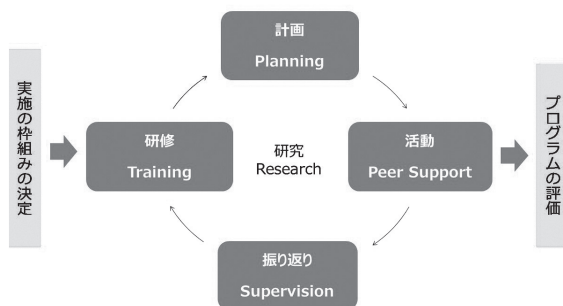 計画
Planning
実施の枠組みの決定
研修
Training
研究
Research
活動
Peer Support
プログラムの評価
振り返り
Supervision